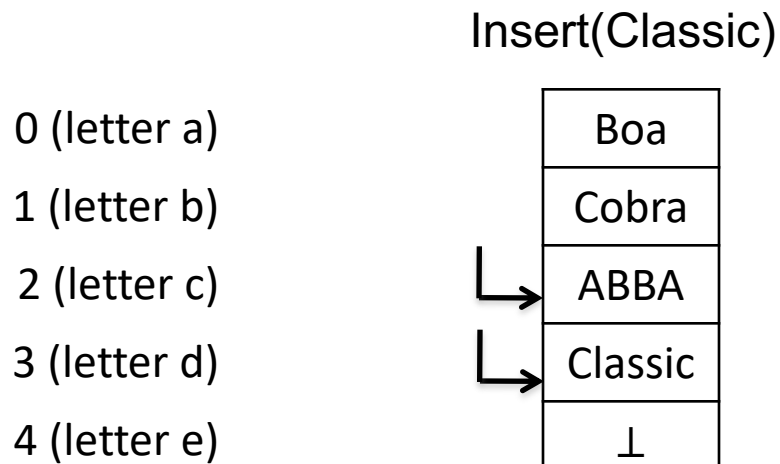 Insert(Classic)
0 (letter a) Boa
1 (letter b) Cobra
2 (letter c) ABBA
3 (letter d) Classic
4 (letter e) ⊥